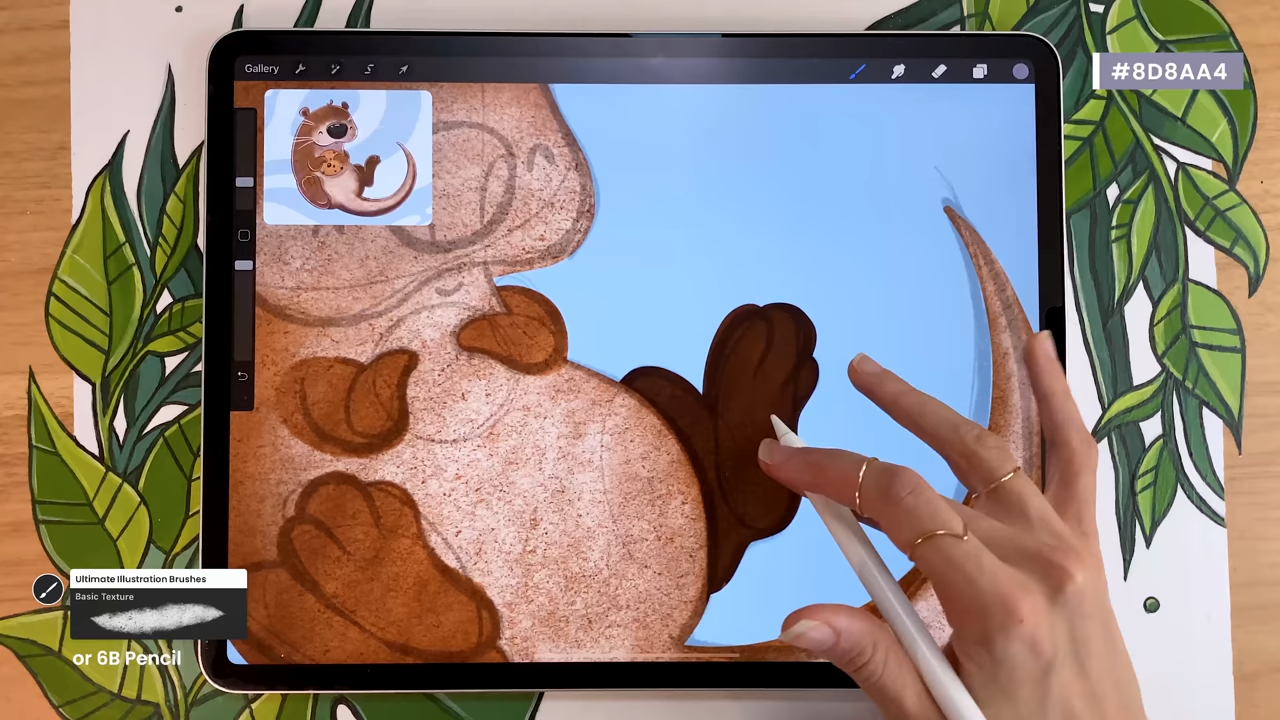 Gallery
#8D8AA4
Ultimate Illustration Brushes
Basic Texture
or 6B Pencil